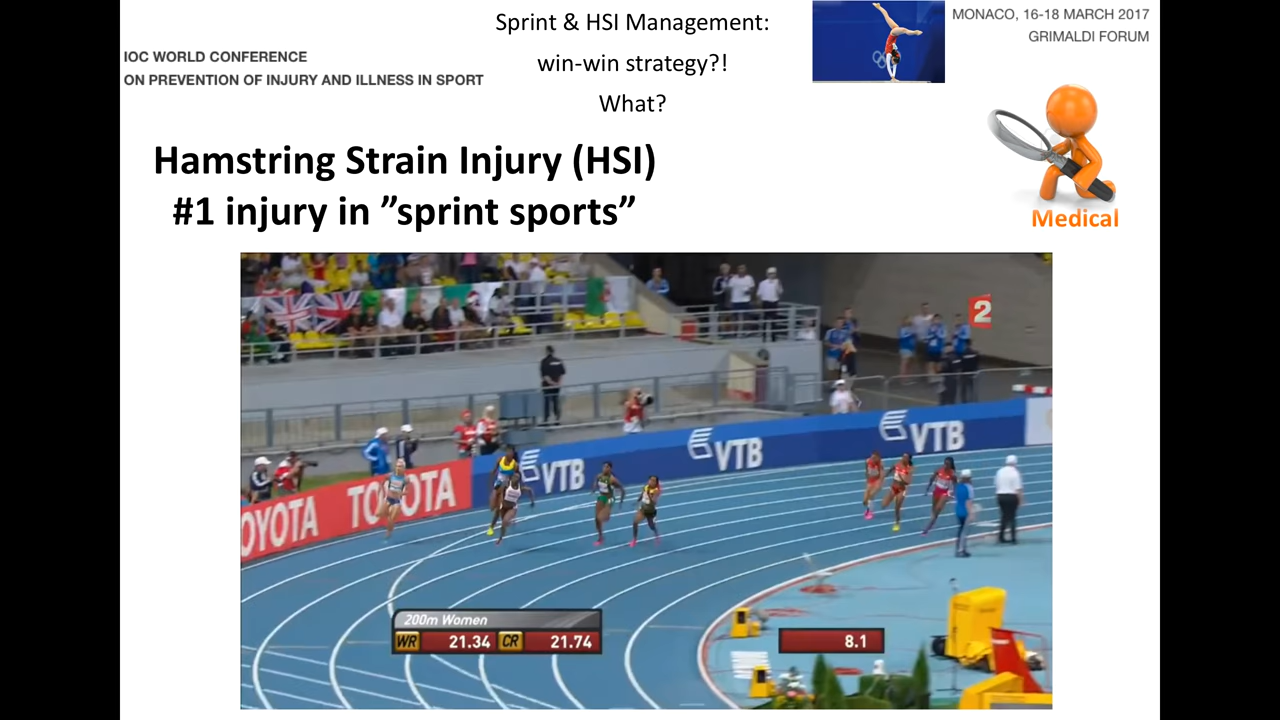 Sprint & HSI Management:
win-win strategy?!
What?
IOC WORLD CONFERENCE
ON PREVENTION OF INJURY AND ILLNESS IN SPORT
MONACO, 16-18 MARCH 2017
GRIMALDI FORUM
Hamstring Strain Injury (HSI)
#1 injury in ”sprint sports”
Medical
2
VTB
VTB
VTB
TOYOTA
OYOTA
200m Women
WR 21.34 CR 21.74
8.1